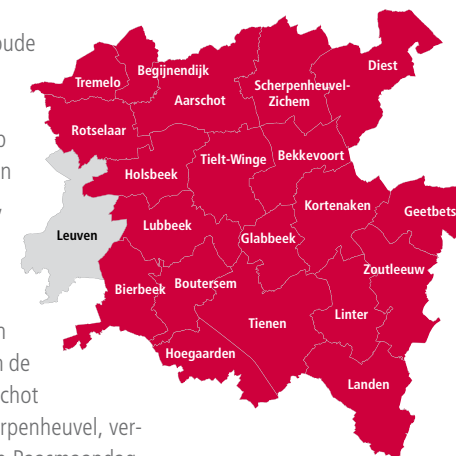 oude
Begijnendijk
Diest
Tremelo
Scherpenheuvel-
Zichem
Aarschot
Rotselaar
Tielt-Winge
Bekkevoort
Holsbeek
Kortenaken
Geetbets
Lubbeek
Leuven
Glabbeek
Zoutleeuw
Bierbeek
Boutersem
Linter
Tienen
Hoegaarden
n de
Landen
schot
rpenheuvel, ver-